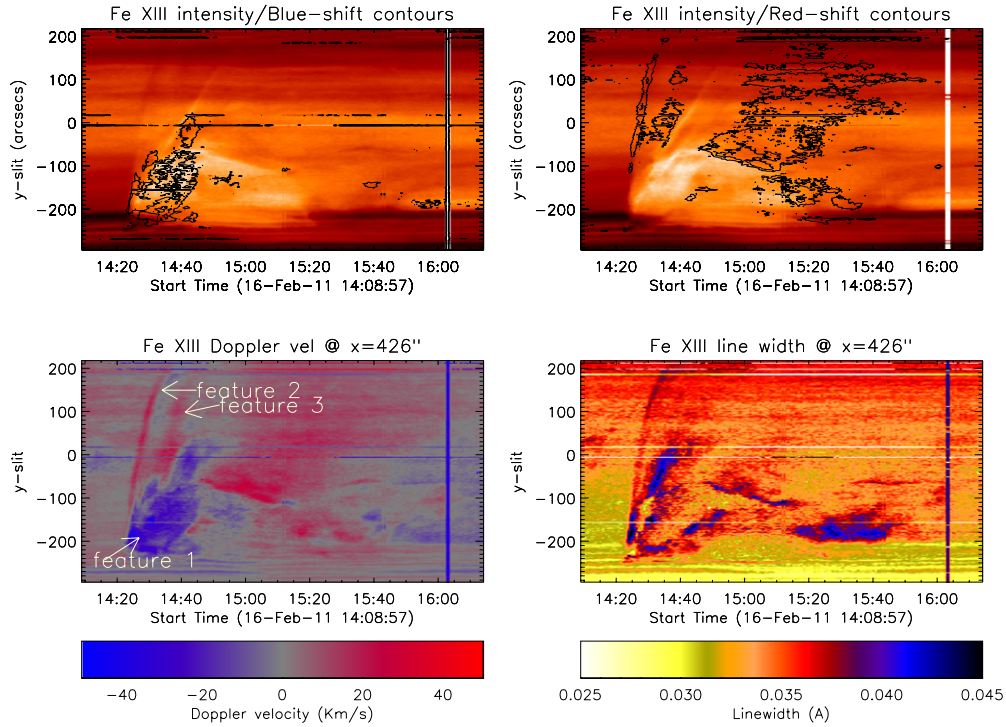 Fe XIII intensity/Blue-shift contours
Fe XIII intensity/Red-shift contours
y-slit (arcsecs)
200
100
0
-100
-200
14:20 14:40 15:00 15:20 15:40 16:00
Start Time (16-Feb-11 14:08:57)
y-slit (arcsecs)
200
100
0
-100
-200
14:20 14:40 15:00 15:20 15:40 16:00
Start Time (16-Feb-11 14:08:57)
Fe XIII Doppler vel @ x=426"
Fe XIII line width @ x=426"
y-slit
200
100
0
-100
-200
feature 2
feature 3
feature 1
14:20 14:40 15:00 15:20 15:40 16:00
Start Time (16-Feb-11 14:08:57)
y-slit
200
100
0
-100
-200
14:20 14:40 15:00 15:20 15:40 16:00
Start Time (16-Feb-11 14:08:57)
-40 -20 0 20 40
Doppler velocity (Km/s)
0.025 0.030 0.035 0.040 0.045
Linewidth (A)